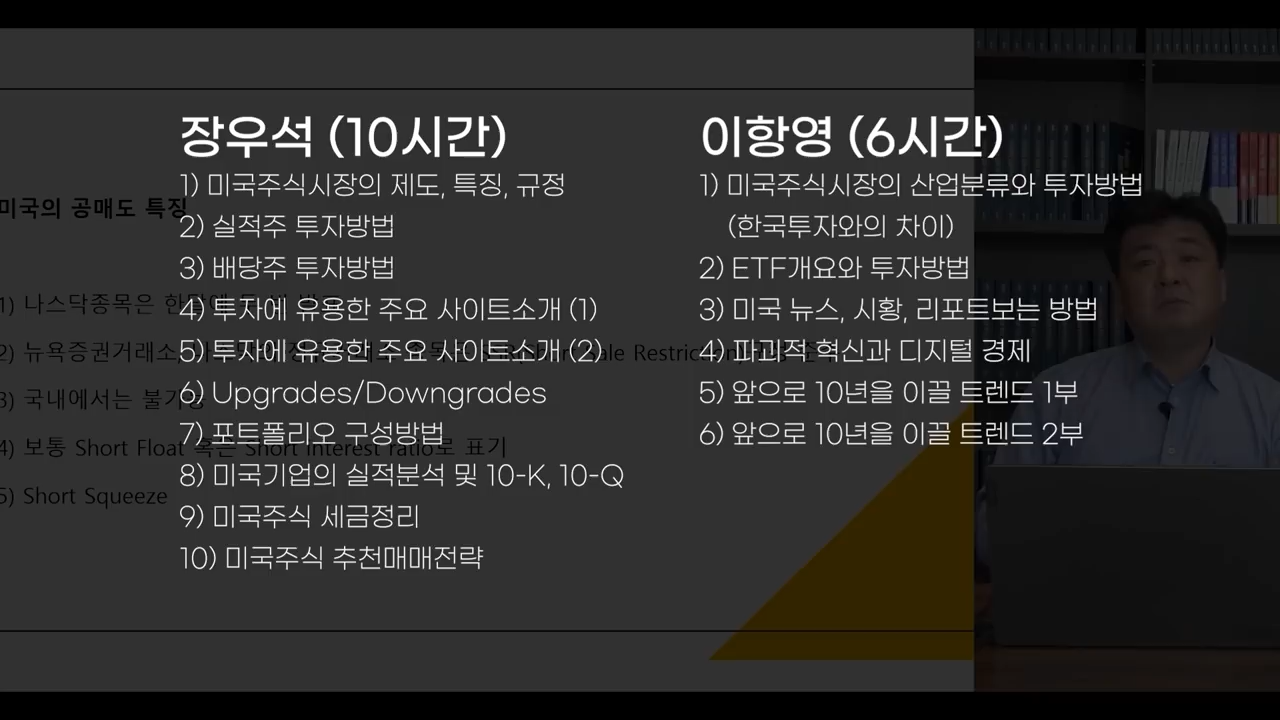 장우석 (10시간)
1) 미국주식시장의 제도, 특징, 규정
2) 실적주 투자방법
3) 배당주 투자방법
4) 투자에 유용한 주요 사이트소개 (1)
5) 투자에 유용한 주요 사이트소개 (2)
6) Upgrades/Downgrades
7) 포트폴리오 구성방법
8) 미국기업의 실적분석 및 10-K, 10-Q
9) 미국주식 세금정리
10) 미국주식 추천매매전략
이항영 (6시간)
1) 미국주식시장의 산업분류와 투자방법
(한국투자와의 차이)
2) ETF개요와 투자방법
3) 미국 뉴스, 시황, 리포트보는 방법
4) 파괴적 혁신과 디지털 경제
5) 앞으로 10년을 이끌 트렌드 1부
6) 앞으로 10년을 이끌 트렌드 2부
미국의 공매도 특징
1) 나스닥종목은 한달에
2) 뉴욕증권거래소, Sale Restriction
3) 국내에서는 불가능
4) 보통 Short Float 혹은 Short Interest ratio로 표기
5) Short Squeeze